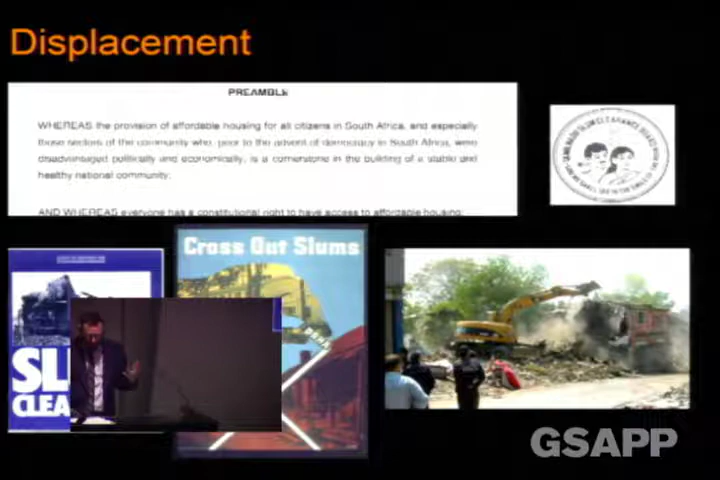 Displacement
PREAMBLE
WHEREAS the provision of affordable housing for all citizens in South Africa, and especially
those sectors of the community who, prior to the advent of democracy in South Africa, were
disadvantaged politically and economically, is a cornerstone in the building of a stable and
healthy national community;
AND WHEREAS everyone has a constitutional right to have access to affordable housing;
Cross Out Slums
SL
CLEA
GSAPP